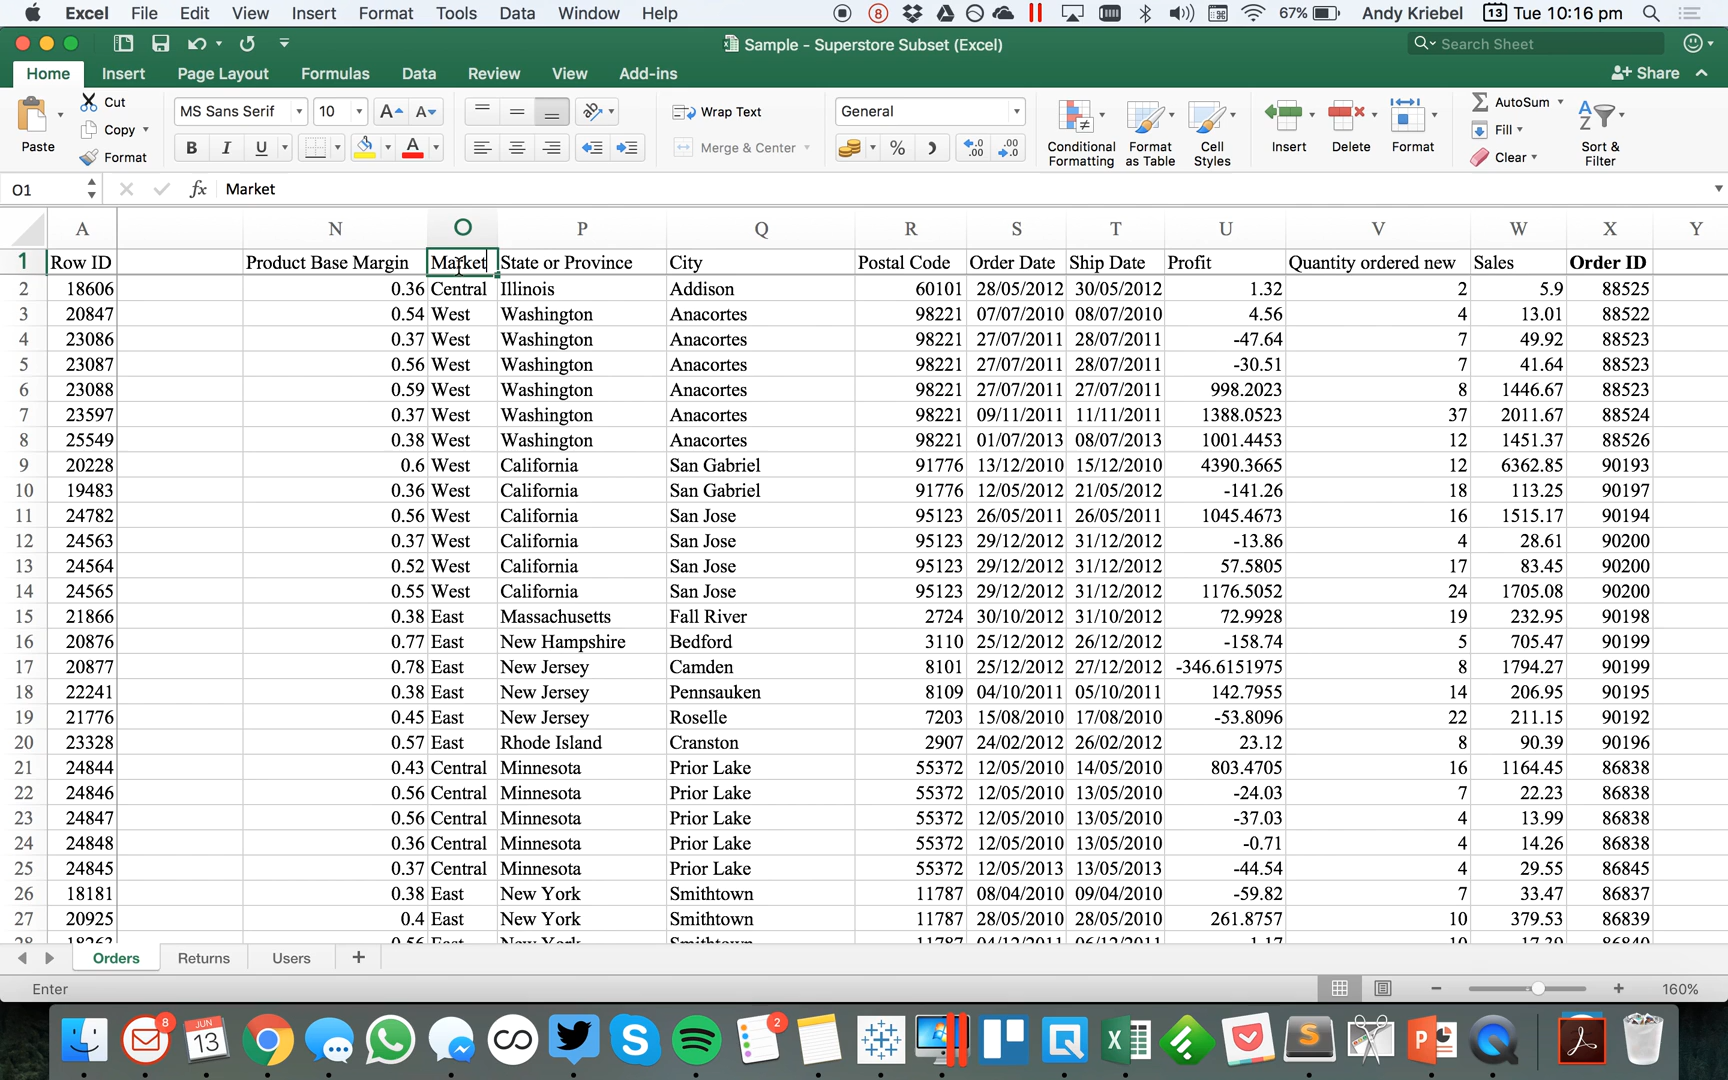 Excel File Edit View Insert Format Tools Data Window Help 8 67% Andy Kriebel 13 Tue 10:16 pm
Sample - Superstore Subset (Excel) Search Sheet
Home Insert Page Layout Formulas Data Review View Add-ins Share
Paste Cut Copy Format
MS Sans Serif 10 A A
B I U A
Wrap Text
Merge & Center
General
% .0 .00 .00 .0
Conditional Formatting
Format as Table
Cell Styles
Insert Delete Format
AutoSum
Fill
Clear
Sort & Filter
O1 fx Market
A N O P Q R S T U V W X Y
1 Row ID Product Base Margin Market State or Province City Postal Code Order Date Ship Date Profit Quantity ordered new Sales Order ID
2 18606 0.36 Central Illinois Addison 60101 28/05/2012 30/05/2012 1.32 2 5.9 88525
3 20847 0.54 West Washington Anacortes 98221 07/07/2010 08/07/2010 4.56 4 13.01 88522
4 23086 0.37 West Washington Anacortes 98221 27/07/2011 28/07/2011 -47.64 7 49.92 88523
5 23087 0.56 West Washington Anacortes 98221 27/07/2011 28/07/2011 -30.51 7 41.64 88523
6 23088 0.59 West Washington Anacortes 98221 27/07/2011 27/07/2011 998.2023 8 1446.67 88523
7 23597 0.37 West Washington Anacortes 98221 09/11/2011 11/11/2011 1388.0523 37 2011.67 88524
8 25549 0.38 West Washington Anacortes 98221 01/07/2013 08/07/2013 1001.4453 12 1451.37 88526
9 20228 0.6 West California San Gabriel 91776 13/12/2010 15/12/2010 4390.3665 12 6362.85 90193
10 19483 0.36 West California San Gabriel 91776 12/05/2012 21/05/2012 -141.26 18 113.25 90197
11 24782 0.56 West California San Jose 95123 26/05/2011 26/05/2011 1045.4673 16 1515.17 90194
12 24563 0.37 West California San Jose 95123 29/12/2012 31/12/2012 -13.86 4 28.61 90200
13 24564 0.52 West California San Jose 95123 29/12/2012 31/12/2012 57.5805 17 83.45 90200
14 24565 0.55 West California San Jose 95123 29/12/2012 31/12/2012 1176.5052 24 1705.08 90200
15 21866 0.38 East Massachusetts Fall River 2724 30/10/2012 31/10/2012 72.9928 19 232.95 90198
16 20876 0.77 East New Hampshire Bedford 3110 25/12/2012 26/12/2012 -158.74 5 705.47 90199
17 20877 0.78 East New Jersey Camden 8101 25/12/2012 27/12/2012 -346.6151975 8 1794.27 90199
18 22241 0.38 East New Jersey Pennsauken 8109 04/10/2011 05/10/2011 142.7955 14 206.95 90195
19 21776 0.45 East New Jersey Roselle 7203 15/08/2010 17/08/2010 -53.8096 22 211.15 90192
20 23328 0.57 East Rhode Island Cranston 2907 24/02/2012 26/02/2012 23.12 8 90.39 90196
21 24844 0.43 Central Minnesota Prior Lake 55372 12/05/2010 14/05/2010 803.4705 16 1164.45 86838
22 24846 0.56 Central Minnesota Prior Lake 55372 12/05/2010 13/05/2010 -24.03 7 22.23 86838
23 24847 0.56 Central Minnesota Prior Lake 55372 12/05/2010 13/05/2010 -37.03 4 13.99 86838
24 24848 0.36 Central Minnesota Prior Lake 55372 12/05/2010 13/05/2010 -0.71 4 14.26 86838
25 24845 0.37 Central Minnesota Prior Lake 55372 12/05/2013 13/05/2013 -44.54 4 29.55 86845
26 18181 0.38 East New York Smithtown 11787 08/04/2010 09/04/2010 -59.82 7 33.47 86837
27 20925 0.4 East New York Smithtown 11787 28/05/2010 28/05/2010 261.8757 10 379.53 86839
Orders Returns Users +
Enter 160%
8 JUN 13 2